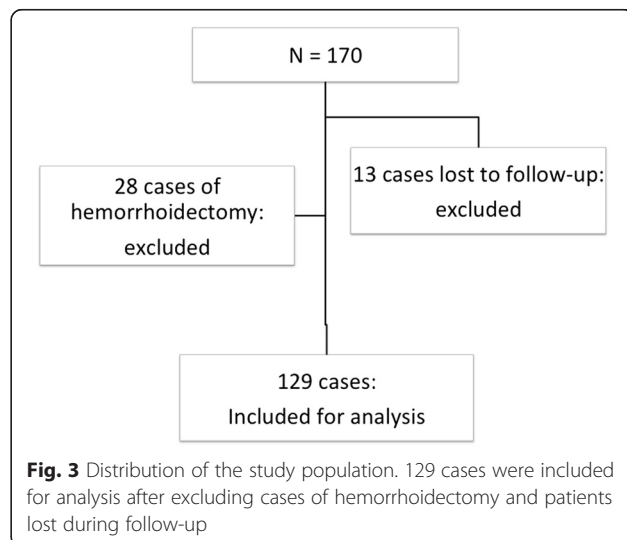 N = 170
13 cases lost to follow-up:
excluded
28 cases of
hemorrhoidectomy:
excluded
129 cases:
Included for analysis
Fig. 3 Distribution of the study population. 129 cases were included
for analysis after excluding cases of hemorrhoidectomy and patients
lost during follow-up